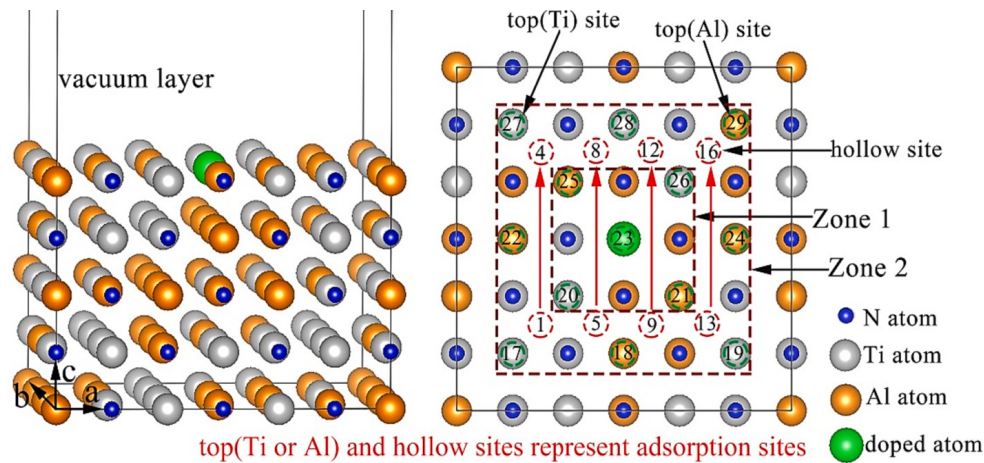 top(Ti) site
top(Al) site
vacuum layer
27
28
29
4
8
12
16
hollow site
25
26
Zone 1
22
23
24
Zone 2
20
21
1
5
9
13
N atom
17
18
19
Ti atom
c
b
a
Al atom
top(Ti or Al) and hollow sites represent adsorption sites
doped atom